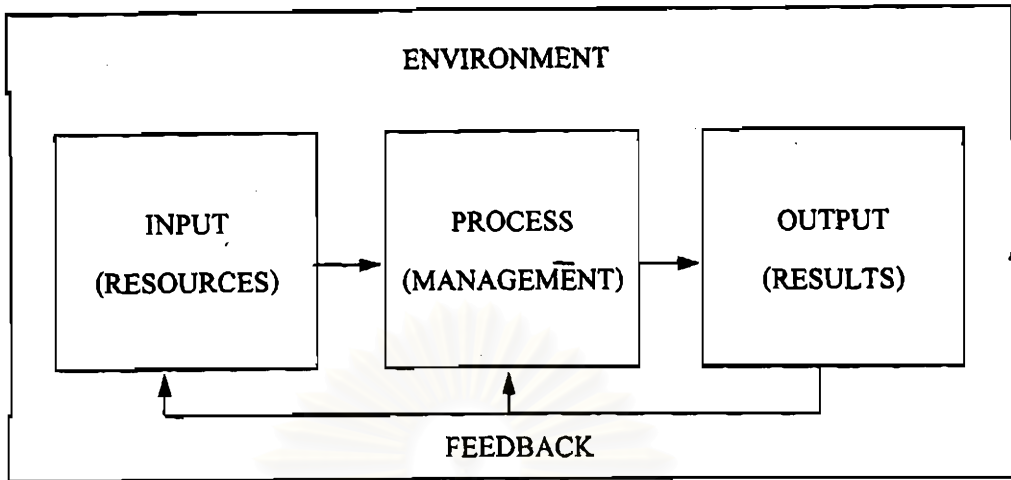 ENVIRONMENT
INPUT
(RESOURCES)
PROCESS
(MANAGEMENT)
OUTPUT
(RESULTS)
FEEDBACK